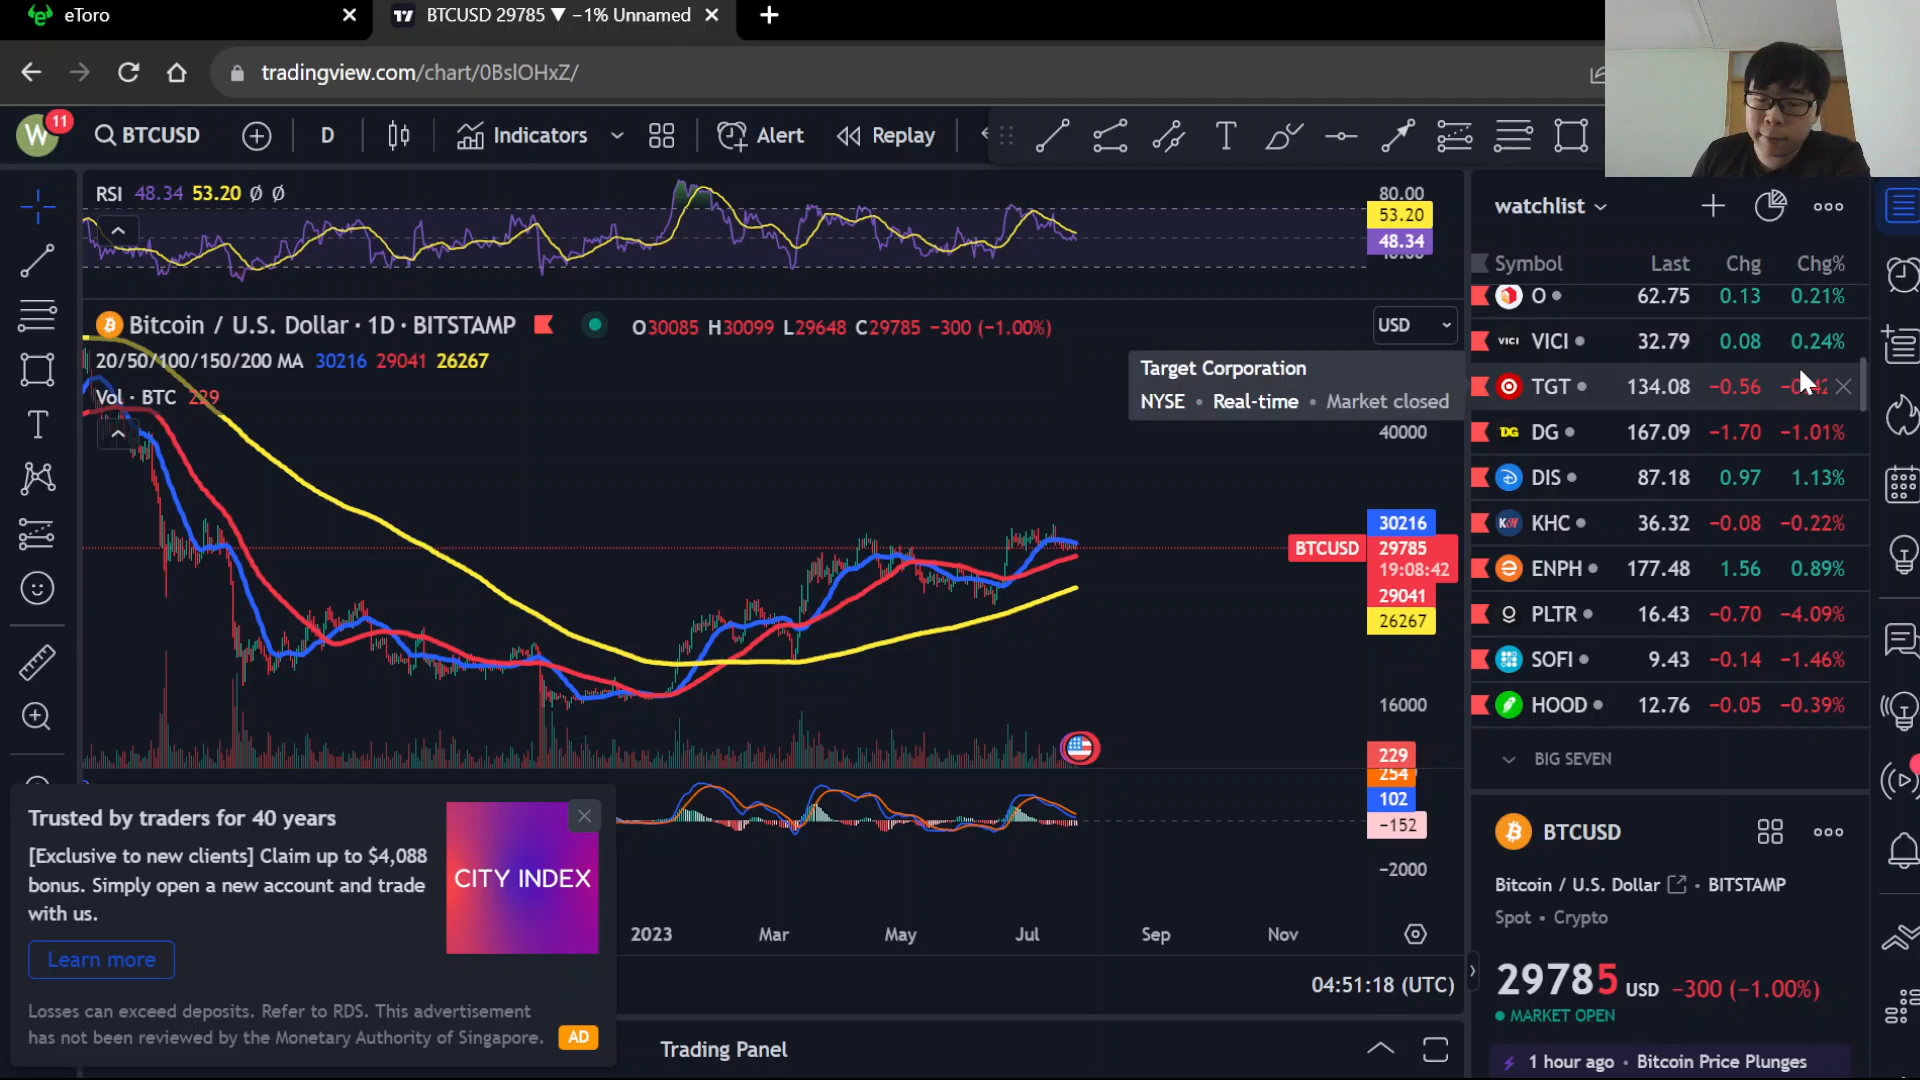 eToro
BTCUSD 29785 ▼ −1% Unnamed
tradingview.com/chart/0BslOHxZ/
W 11
BTCUSD
D
Indicators
Alert
Replay
RSI 48.34 53.20 Ø Ø
80.00
53.20
48.34
Bitcoin / U.S. Dollar · 1D · BITSTAMP
O30085 H30099 L29648 C29785 −300 (−1.00%)
USD
20/50/100/150/200 MA 30216 29041 26267
Vol · BTC 229
Target Corporation
NYSE • Real-time • Market closed
40000
30216
BTCUSD 29785
19:08:42
29041
26267
16000
229
254
102
−152
−2000
2023 Mar May Jul Sep Nov
04:51:18 (UTC)
Trading Panel
Trusted by traders for 40 years
[Exclusive to new clients] Claim up to $4,088
bonus. Simply open a new account and trade
with us.
CITY INDEX
Learn more
Losses can exceed deposits. Refer to RDS. This advertisement
has not been reviewed by the Monetary Authority of Singapore.
AD
watchlist
Symbol Last Chg Chg%
O 62.75 0.13 0.21%
VICI VICI 32.79 0.08 0.24%
TGT 134.08 −0.56
DG DG 167.09 −1.70 −1.01%
DIS 87.18 0.97 1.13%
KH KHC 36.32 −0.08 −0.22%
ENPH 177.48 1.56 0.89%
PLTR 16.43 −0.70 −4.09%
SOFI 9.43 −0.14 −1.46%
HOOD 12.76 −0.05 −0.39%
BIG SEVEN
BTCUSD
Bitcoin / U.S. Dollar • BITSTAMP
Spot • Crypto
29785 USD −300 (−1.00%)
MARKET OPEN
1 hour ago • Bitcoin Price Plunges